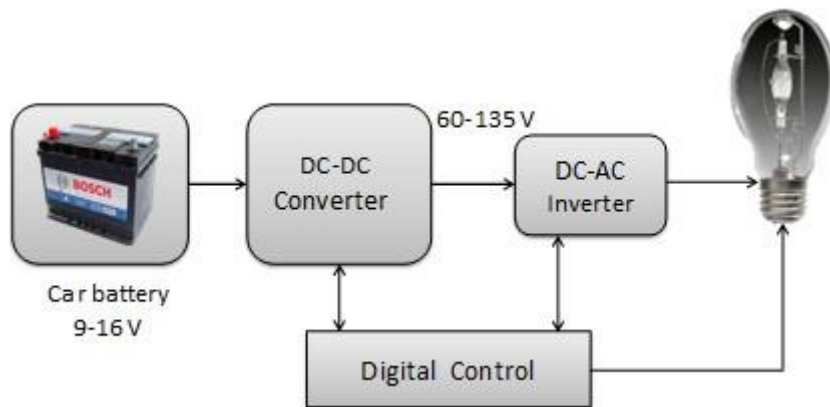 60-135 V
DC-DC
Converter
DC-AC
Inverter
BOSCH
Car battery
9-16 V
Digital Control